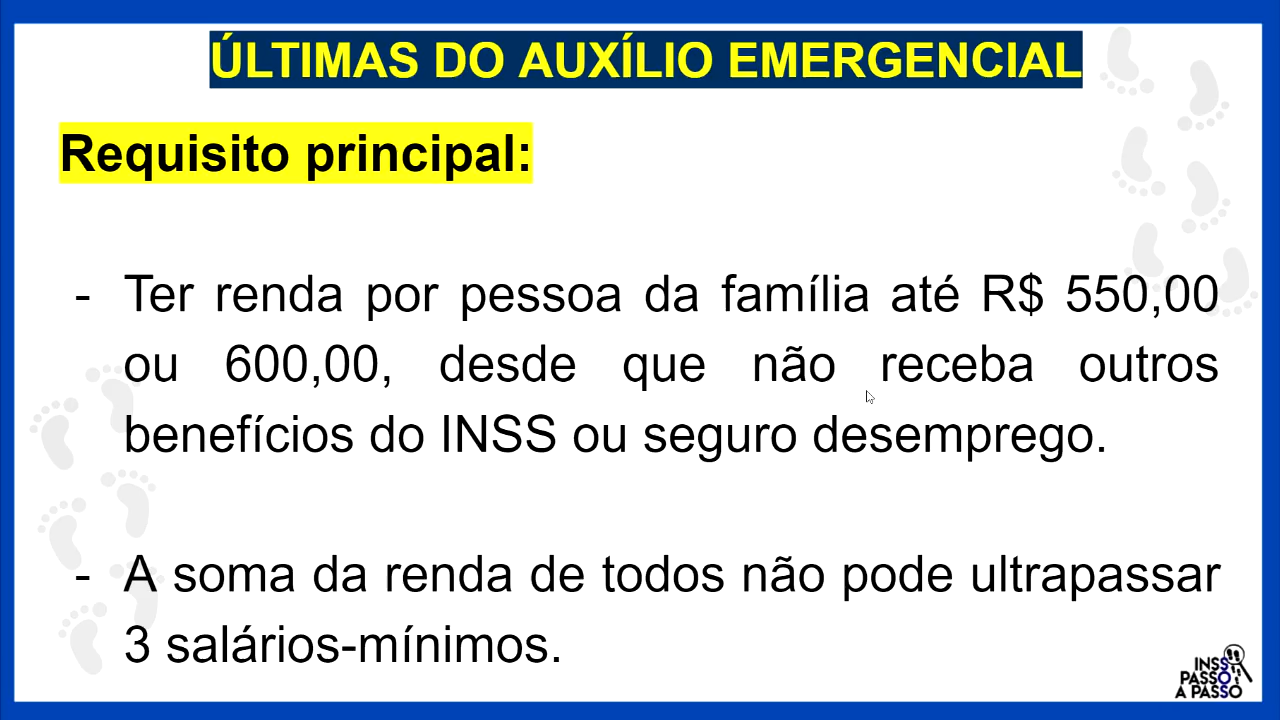 ÚLTIMAS DO AUXÍLIO EMERGENCIAL
Requisito principal:
- Ter renda por pessoa da família até R$ 550,00
ou 600,00, desde que não receba outros
benefícios do INSS ou seguro desemprego.
- A soma da renda de todos não pode ultrapassar
3 salários-mínimos.
INSS
PASSO
A PASSO